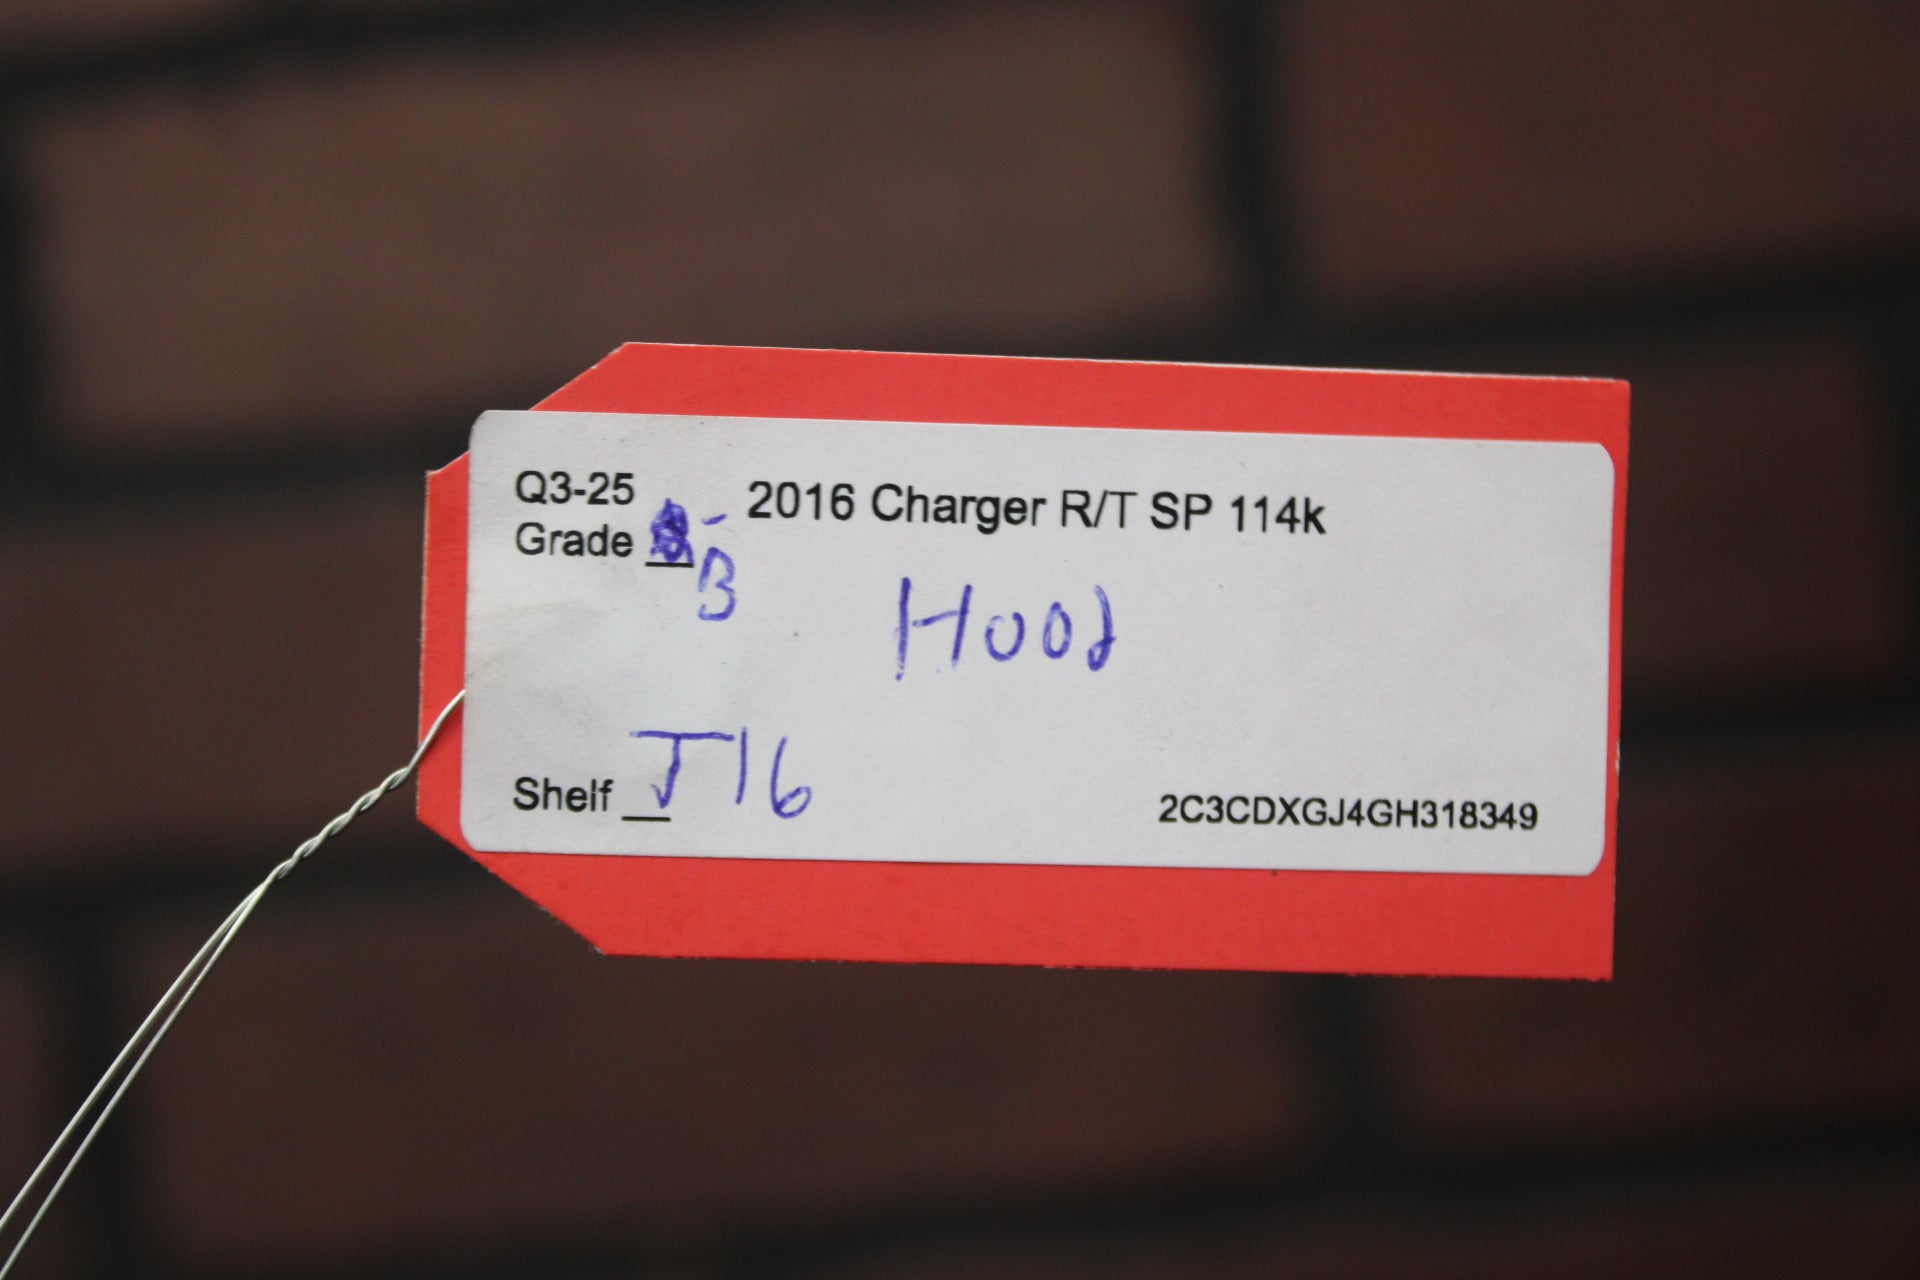 Q3-25
Grade - 2016 Charger R/T SP 114k
B
Hood
Shelf J16
2C3CDXGJ4GH318349